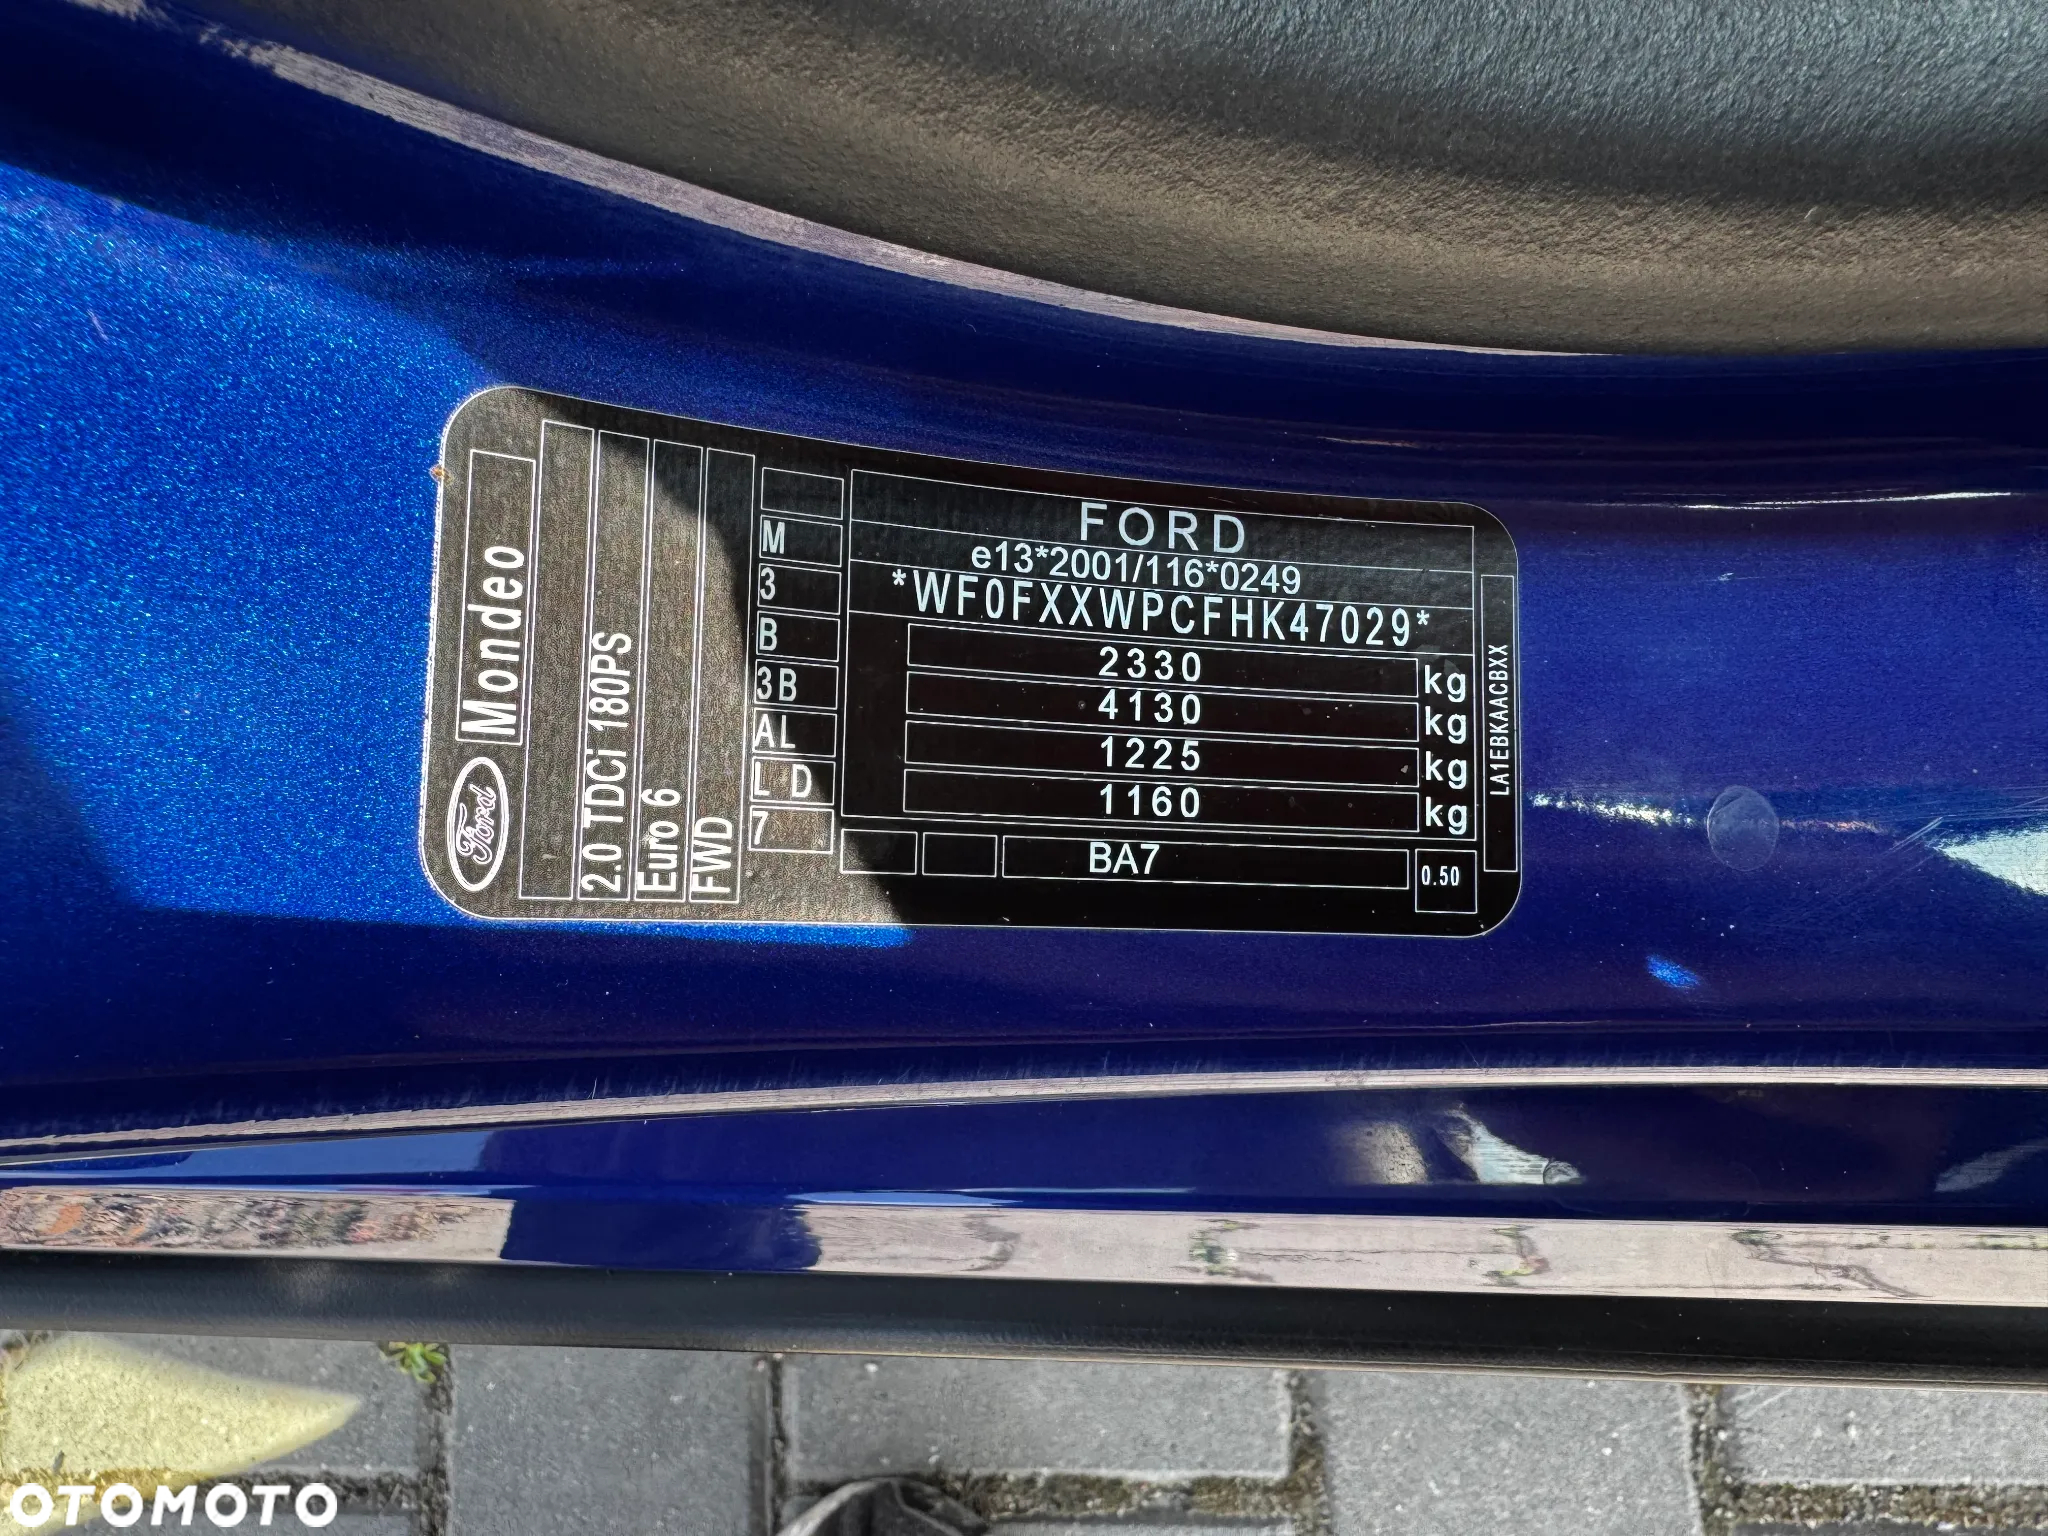 Ford
Mondeo
2.0 TDCi 180PS
Euro 6
FWD
M
3
B
3B
AL
L D
7
FORD
e13*2001/116*0249
*WF0FXXWPCFHK47029*
2330 kg
4130 kg
1225 kg
1160 kg
BA7
0.50
LA1EBKAACBXX
OTOMOTO